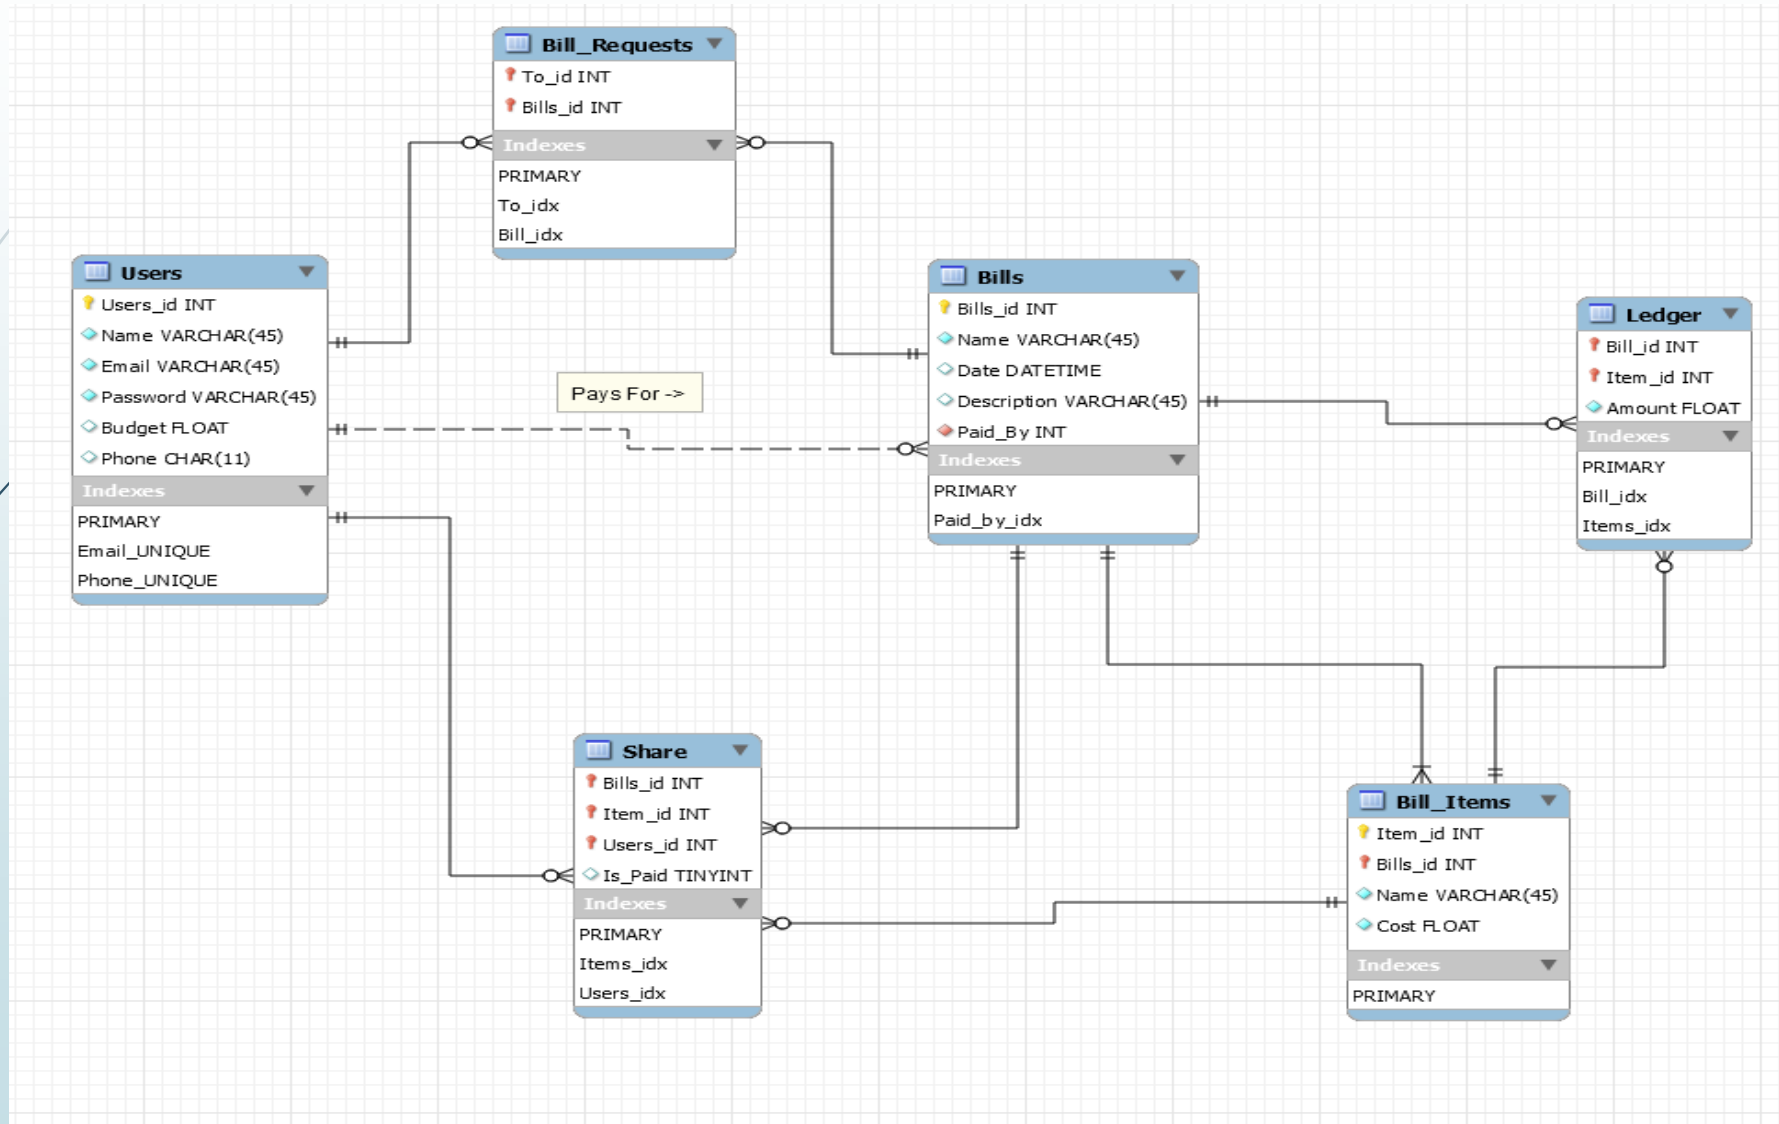 Bill_Requests
To_id INT
Bills_id INT
Indexes
PRIMARY
To_idx
Bill_idx
Users
Users_id INT
Name VARCHAR(45)
Email VARCHAR(45)
Password VARCHAR(45)
Budget FLOAT
Phone CHAR(11)
Indexes
PRIMARY
Email_UNIQUE
Phone_UNIQUE
Pays For ->
Bills
Bills_id INT
Name VARCHAR(45)
Date DATETIME
Description VARCHAR(45)
Paid_By INT
Indexes
PRIMARY
Paid_by_idx
Ledger
Bill_id INT
Item_id INT
Amount FLOAT
Indexes
PRIMARY
Bill_idx
Items_idx
Share
Bills_id INT
Item_id INT
Users_id INT
Is_Paid TINYINT
Indexes
PRIMARY
Items_idx
Users_idx
Bill_Items
Item_id INT
Bills_id INT
Name VARCHAR(45)
Cost FLOAT
Indexes
PRIMARY